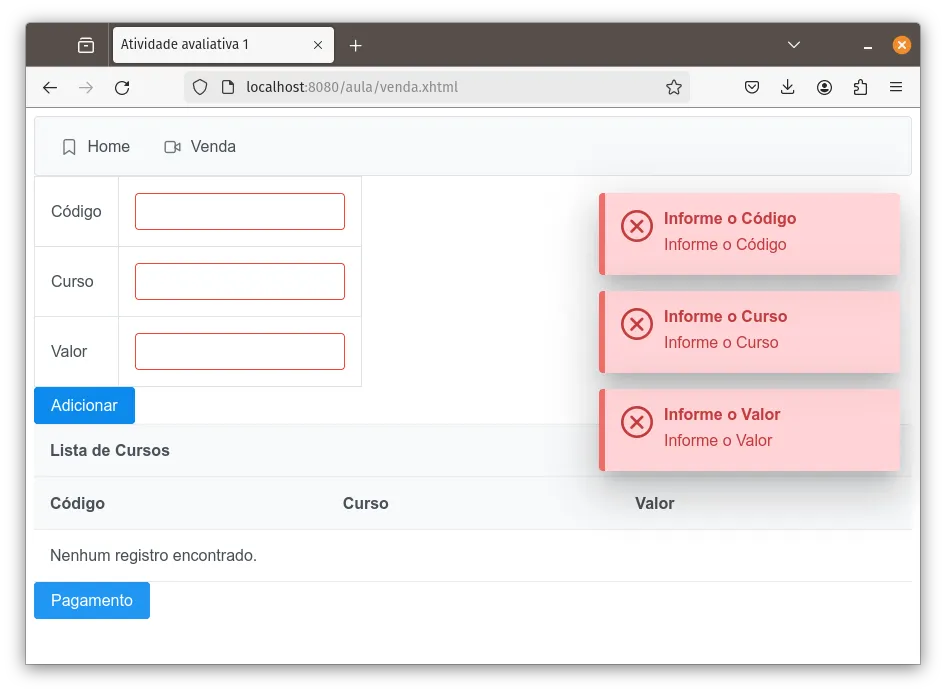 Atividade avaliativa 1
localhost:8080/aula/venda.xhtml
Home Venda
Código
Informe o Código
Informe o Código
Curso
Informe o Curso
Informe o Curso
Valor
Informe o Valor
Informe o Valor
Adicionar
Lista de Cursos
Código Curso Valor
Nenhum registro encontrado.
Pagamento